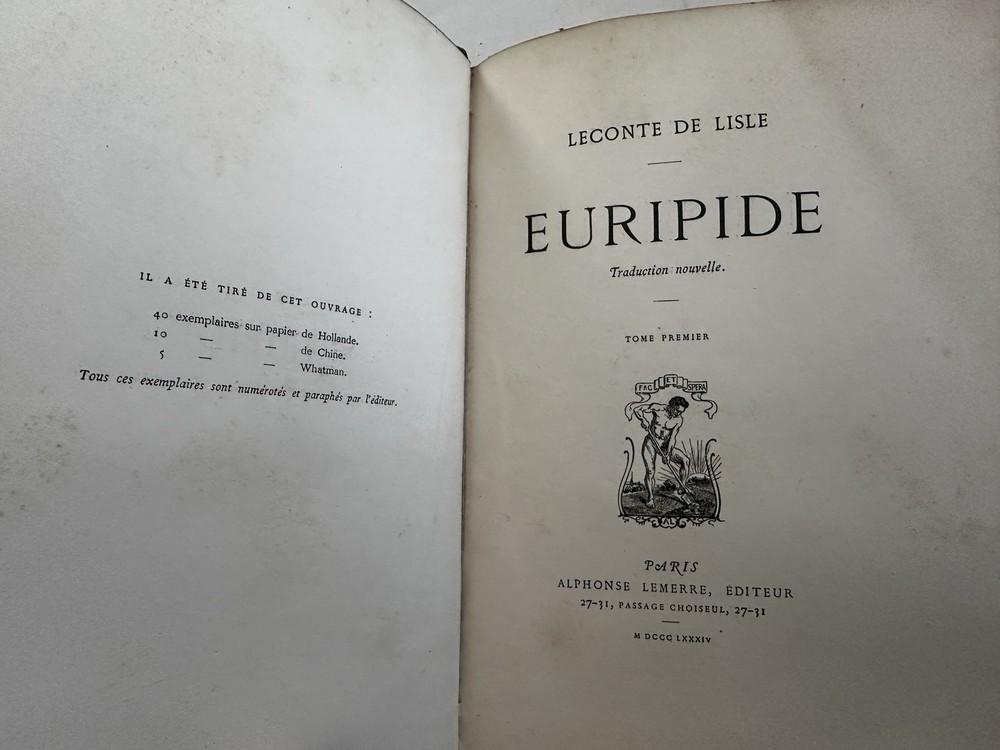 IL A ÉTÉ TIRÉ DE CET OUVRAGE :
40 exemplaires sur papier de Hollande.
10 — — de Chine.
5 — — Whatman.
Tous ces exemplaires sont numérotés et paraphés par l'éditeur.
LECONTE DE LISLE
EURIPIDE
Traduction nouvelle.
TOME PREMIER
FAC ET SPERA
AL
PARIS
ALPHONSE LEMERRE, ÉDITEUR
27-31, PASSAGE CHOISEUL, 27-31
M DCCC LXXXIV